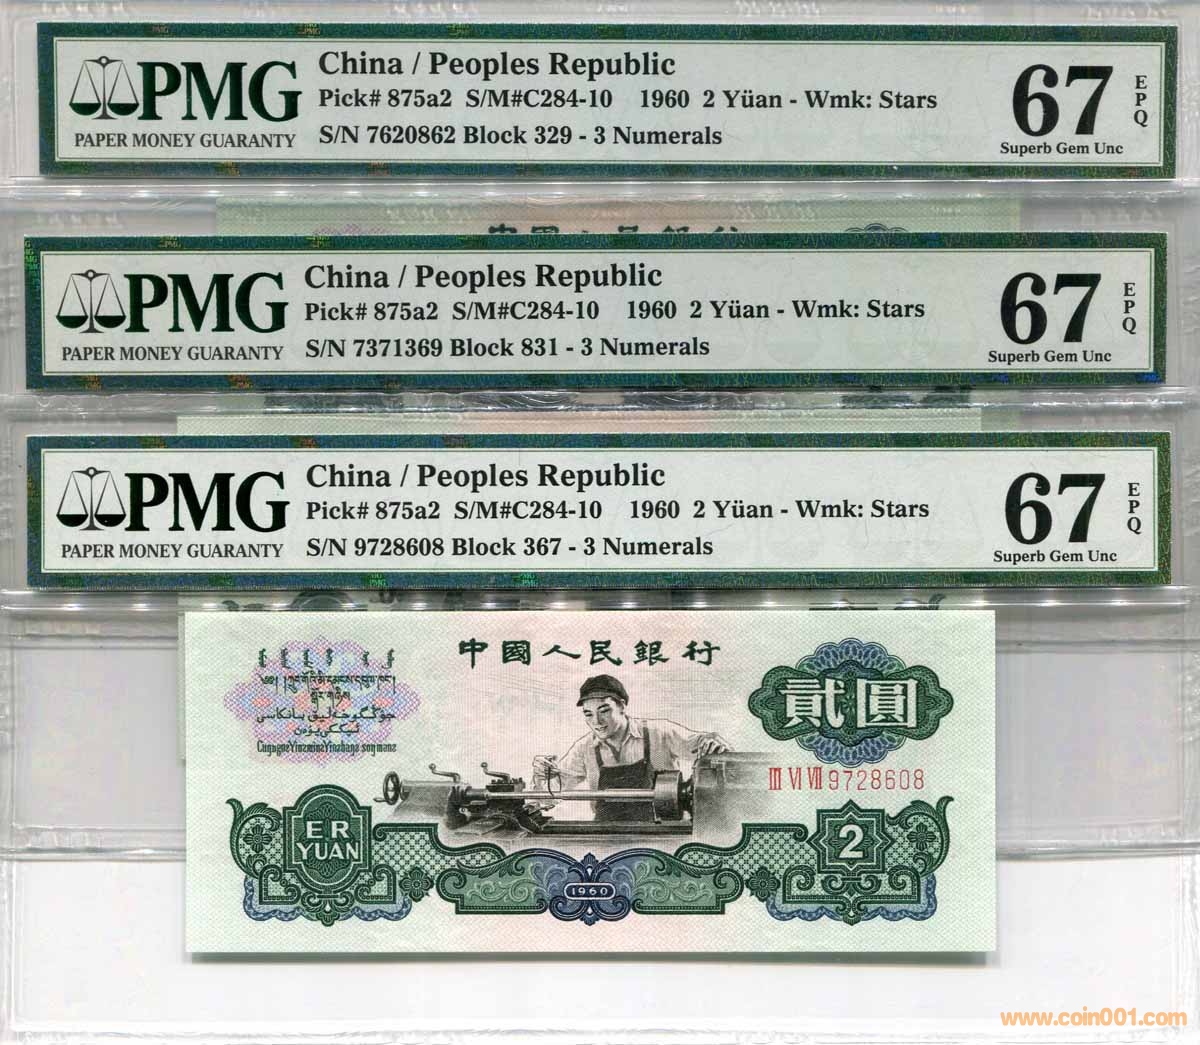 PMG
PAPER MONEY GUARANTY
China / Peoples Republic
Pick# 875a2 S/M#C284-10 1960 2 Yüan - Wmk: Stars
S/N 7620862 Block 329 - 3 Numerals
67 EPQ
Superb Gem Unc
PMG
PAPER MONEY GUARANTY
China / Peoples Republic
Pick# 875a2 S/M#C284-10 1960 2 Yüan - Wmk: Stars
S/N 7371369 Block 831 - 3 Numerals
67 EPQ
Superb Gem Unc
PMG
PAPER MONEY GUARANTY
China / Peoples Republic
Pick# 875a2 S/M#C284-10 1960 2 Yüan - Wmk: Stars
S/N 9728608 Block 367 - 3 Numerals
67 EPQ
Superb Gem Unc
中國人民銀行
貳圓
III VI VII 9728608
ER
YUAN
1960
2
www.coin001.com